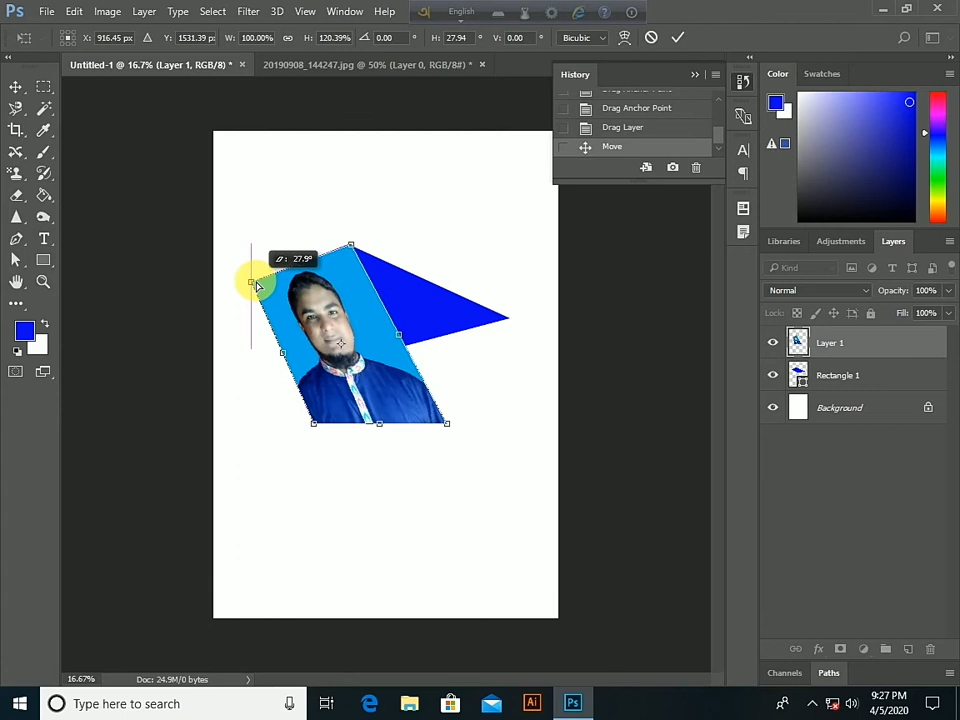 Ps File Edit Image Layer Type Select Filter 3D View Window Help
English
X: 916.45 px Y: 1531.39 px W: 100.00% H: 120.39% 0.00 ° H: 27.94 ° V: 0.00 ° Bicubic
Untitled-1 @ 16.7% (Layer 1, RGB/8) * × 20190908_144247.jpg @ 50% (Layer 0, RGB/8#) * ×
History
Drag Anchor Point
Drag Layer
Move
Color Swatches
27.9°
Libraries Adjustments Layers
Kind
Normal Opacity: 100%
Lock: Fill: 100%
Layer 1
Rectangle 1
Background
fx
Channels Paths
16.67% Doc: 24.9M/0 bytes
Type here to search
Ai Ps
9:27 PM
4/5/2020